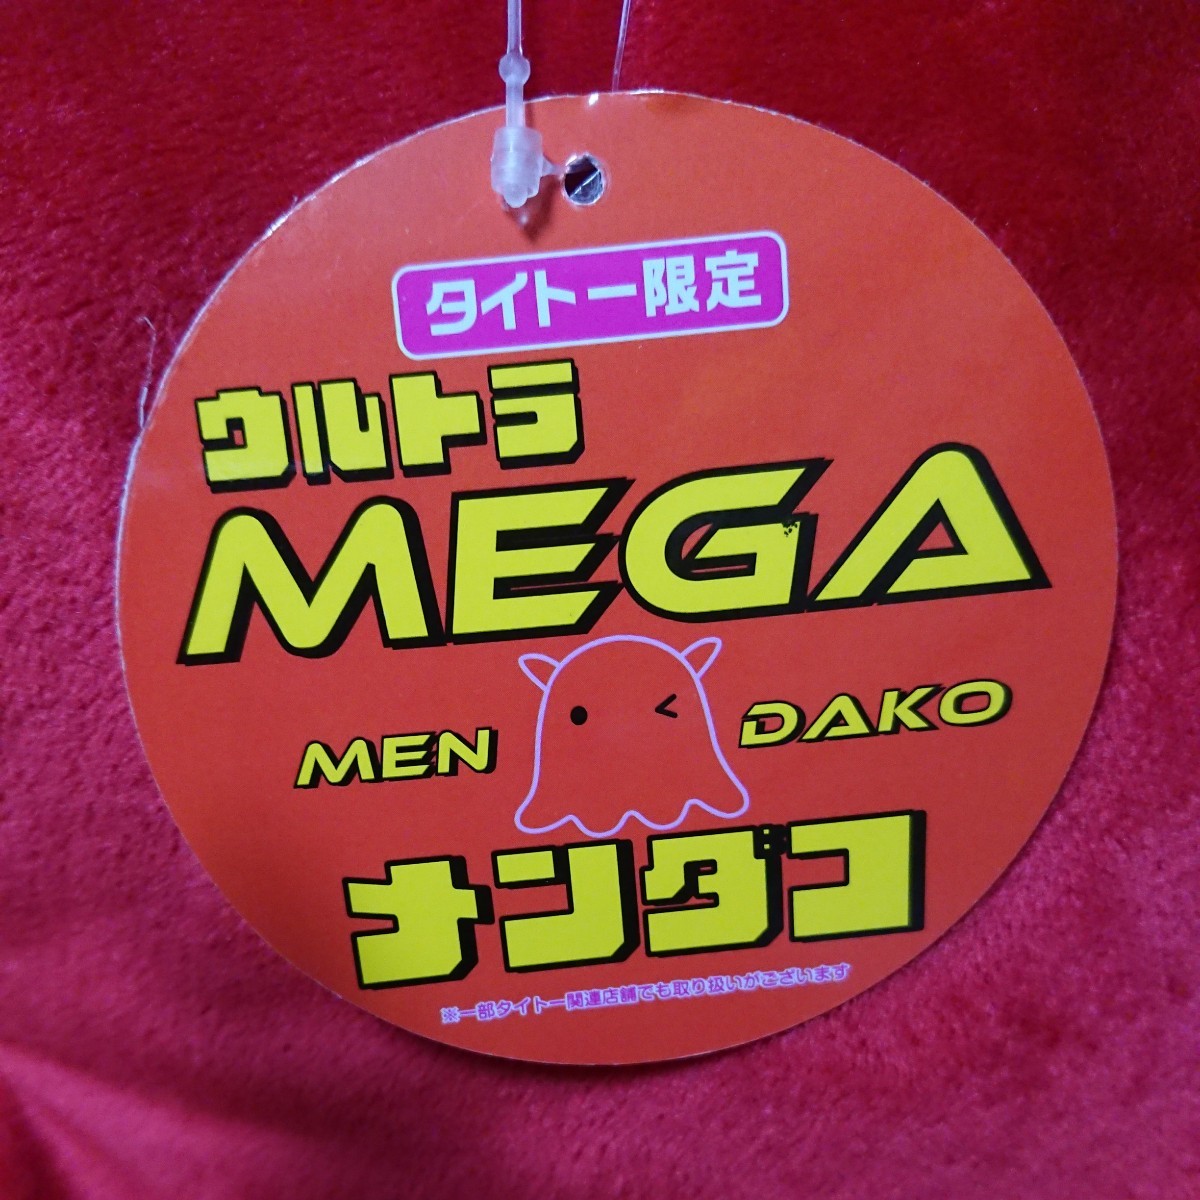 タイトー限定
ウルトラ
MEGA
MEN DAKO
メンダコ
※一部タイトー関連店舗でも取り扱いがございます